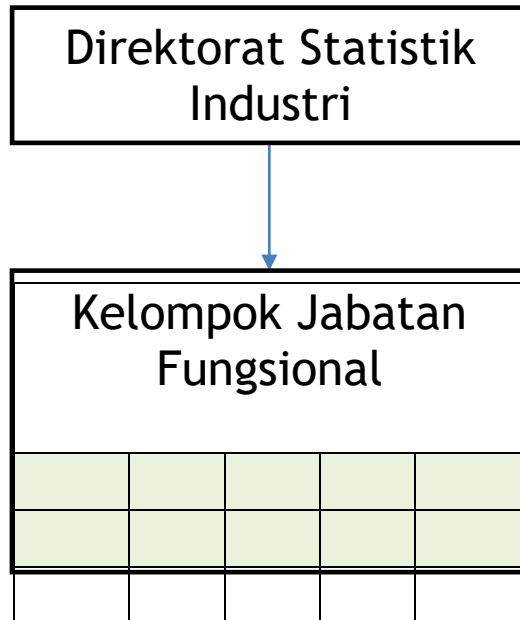 Direktorat Statistik
Industri
Kelompok Jabatan
Fungsional